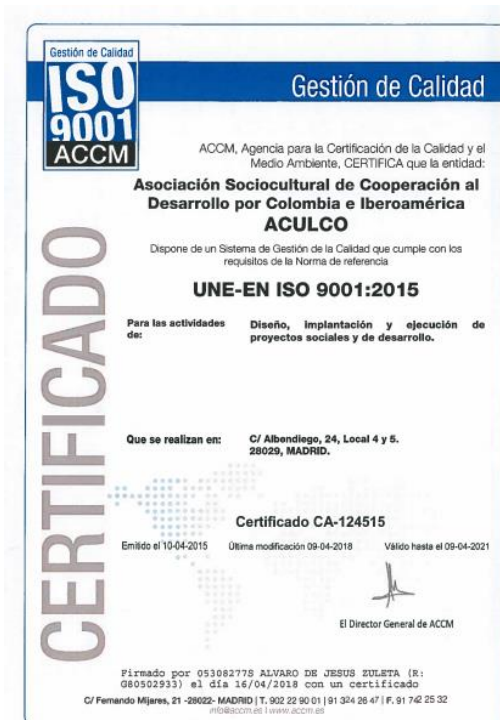 Gestión de Calidad
ISO
9001
ACCM
Gestión de Calidad
ACCM, Agencia para la Certificación de la Calidad y el
Medio Ambiente, CERTIFICA que la entidad:
Asociación Sociocultural de Cooperación al
Desarrollo por Colombia e Iberoamérica
ACULCO
Dispone de un Sistema de Gestión de la Calidad que cumple con los
requisitos de la Norma de referencia
UNE-EN ISO 9001:2015
Para las actividades
de:
Diseño, implantación y ejecución de
proyectos sociales y de desarrollo.
Que se realizan en:
C/ Albendiego, 24, Local 4 y 5.
28029, MADRID.
CERTIFICADO
Certificado CA-124515
Emitido el 10-04-2015 Última modificación 09-04-2018 Válido hasta el 09-04-2021
El Director General de ACCM
Firmado por 05308277S ALVARO DE JESUS ZULETA (R:
G80502933) el día 16/04/2018 con un certificado
C/ Fernando Mijares, 21 -28022- MADRID | T. 902 22 90 01 | 91 324 26 47 | F. 91 742 25 32
info@accm.es | www.accm.es